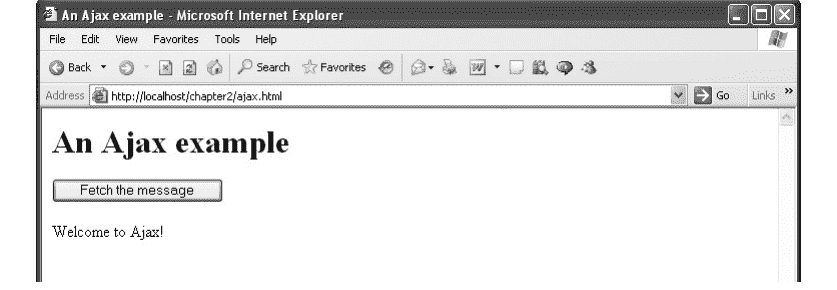 An Ajax example - Microsoft Internet Explorer
File Edit View Favorites Tools Help
Back Search Favorites W
Address http://localhost/chapter2/ajax.html Go Links »
An Ajax example
Fetch the message
Welcome to Ajax!